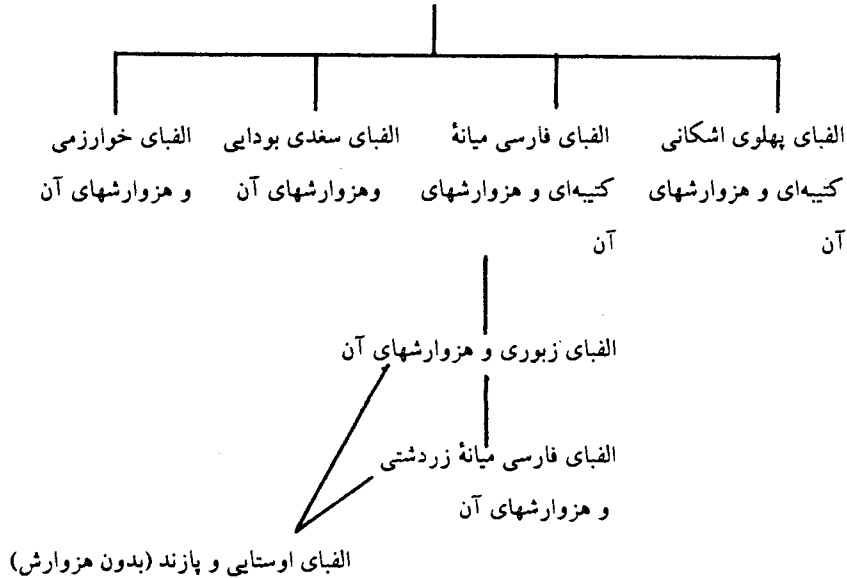 الفبای پهلوی اشکانی
کتیبه‌ای و هزوارشهای
آن
الفبای فارسی میانهٔ
کتیبه‌ای و هزوارشهای
آن
الفبای سغدی بودایی
وهزوارشهای آن
الفبای خوارزمی
و هزوارشهای آن
الفبای زبوری و هزوارشهای آن
الفبای فارسی میانهٔ زردشتی
و هزوارشهای آن
الفبای اوستایی و پازند (بدون هزوارش)